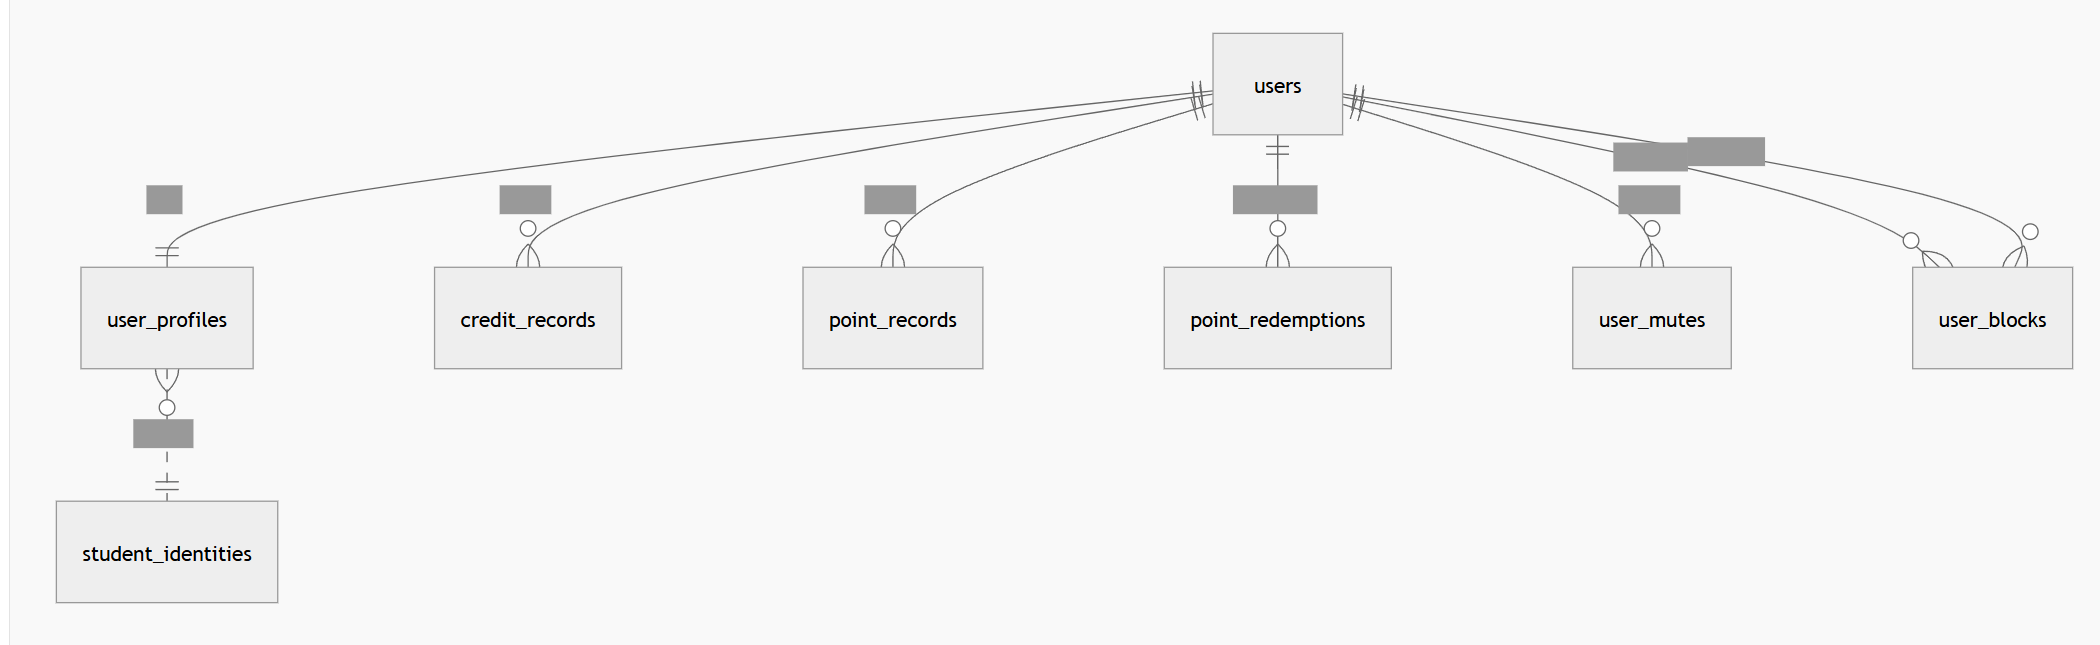 users
user_profiles
credit_records
point_records
point_redemptions
user_mutes
user_blocks
student_identities